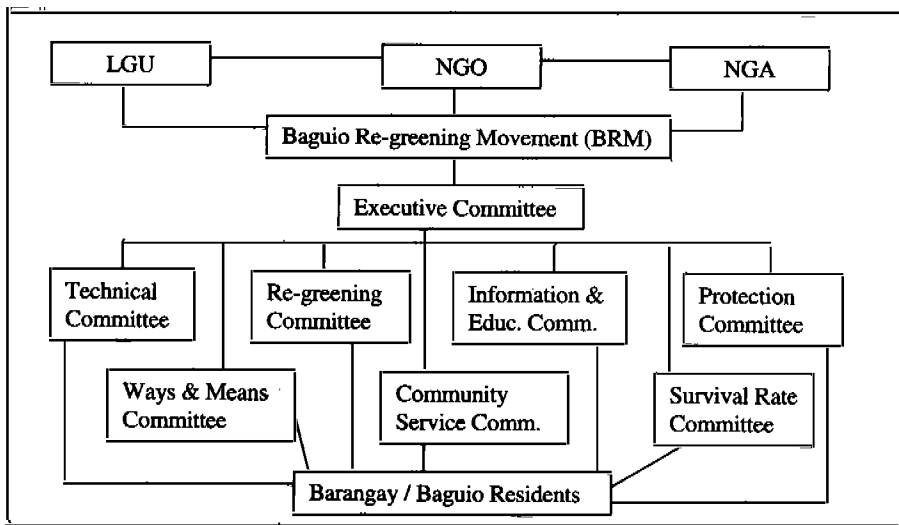 LGU
NGO
NGA
Baguio Re-greening Movement (BRM)
Executive Committee
Technical
Committee
Re-greening
Committee
Information &
Educ. Comm.
Protection
Committee
Ways & Means
Committee
Community
Service Comm.
Survival Rate
Committee
Barangay / Baguio Residents